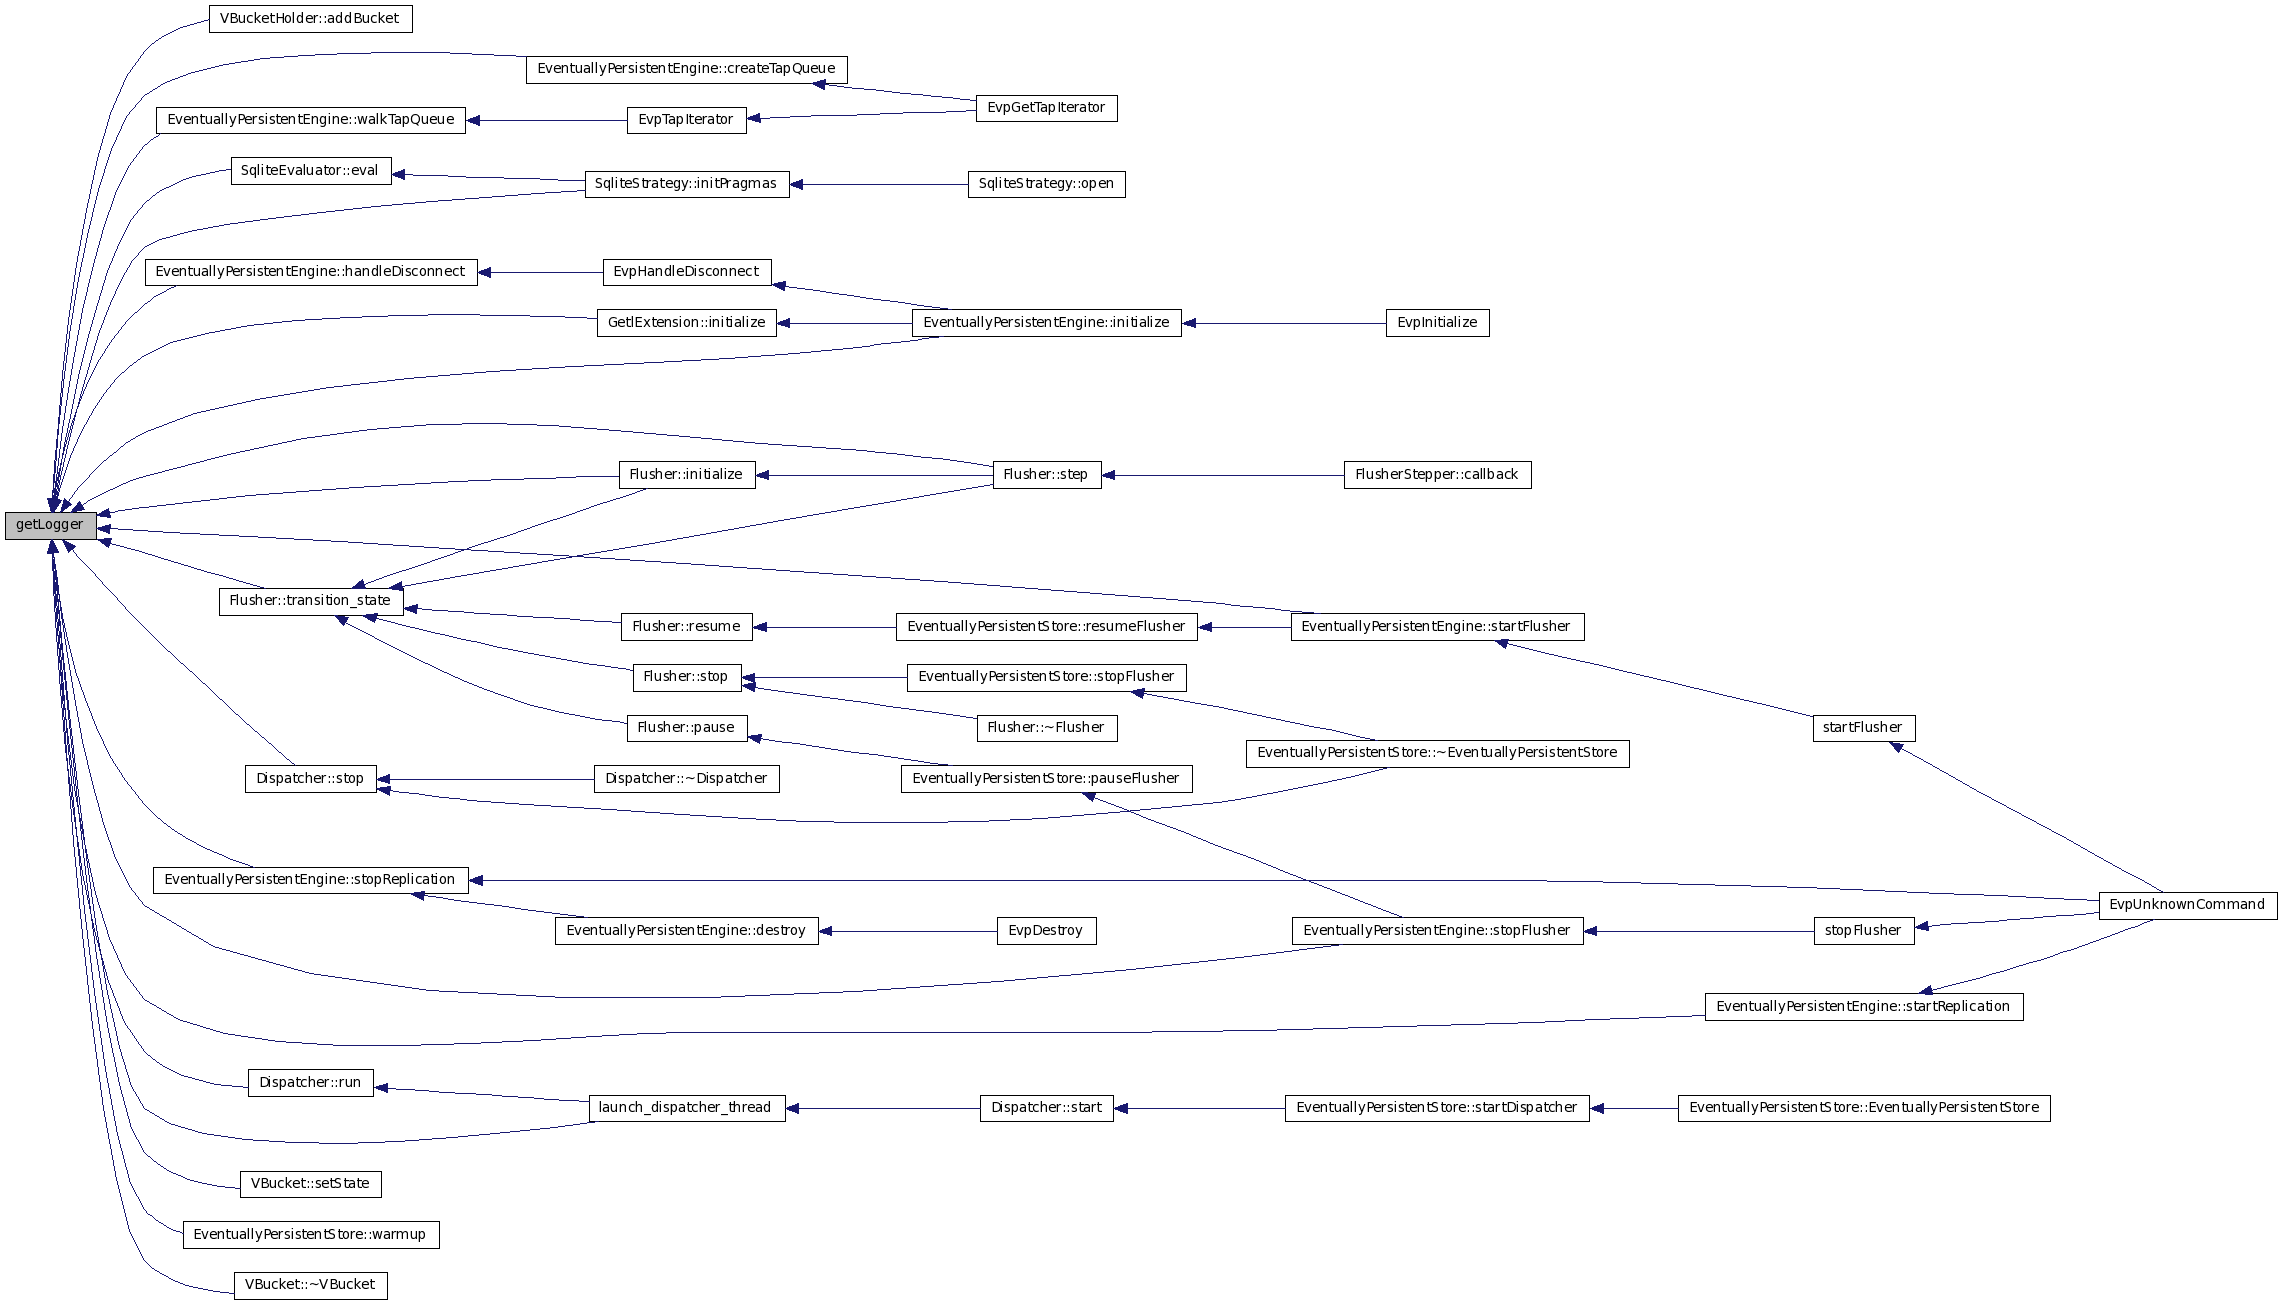 VBucketHolder::addBucket
EventuallyPersistentEngine::createTapQueue
EvpGetTapIterator
EventuallyPersistentEngine::walkTapQueue
EvpTapIterator
SqliteEvaluator::eval
SqliteStrategy::initPragmas
SqliteStrategy::open
EventuallyPersistentEngine::handleDisconnect
EvpHandleDisconnect
GetlExtension::initialize
EventuallyPersistentEngine::initialize
EvpInitialize
Flusher::initialize
Flusher::step
FlusherStepper::callback
getLogger
Flusher::transition_state
Flusher::resume
EventuallyPersistentStore::resumeFlusher
EventuallyPersistentEngine::startFlusher
Flusher::stop
EventuallyPersistentStore::stopFlusher
Flusher::pause
Flusher::~Flusher
startFlusher
EventuallyPersistentStore::~EventuallyPersistentStore
Dispatcher::stop
Dispatcher::~Dispatcher
EventuallyPersistentStore::pauseFlusher
EventuallyPersistentEngine::stopReplication
EvpUnknownCommand
EventuallyPersistentEngine::destroy
EvpDestroy
EventuallyPersistentEngine::stopFlusher
stopFlusher
EventuallyPersistentEngine::startReplication
Dispatcher::run
launch_dispatcher_thread
Dispatcher::start
EventuallyPersistentStore::startDispatcher
EventuallyPersistentStore::EventuallyPersistentStore
VBucket::setState
EventuallyPersistentStore::warmup
VBucket::~VBucket